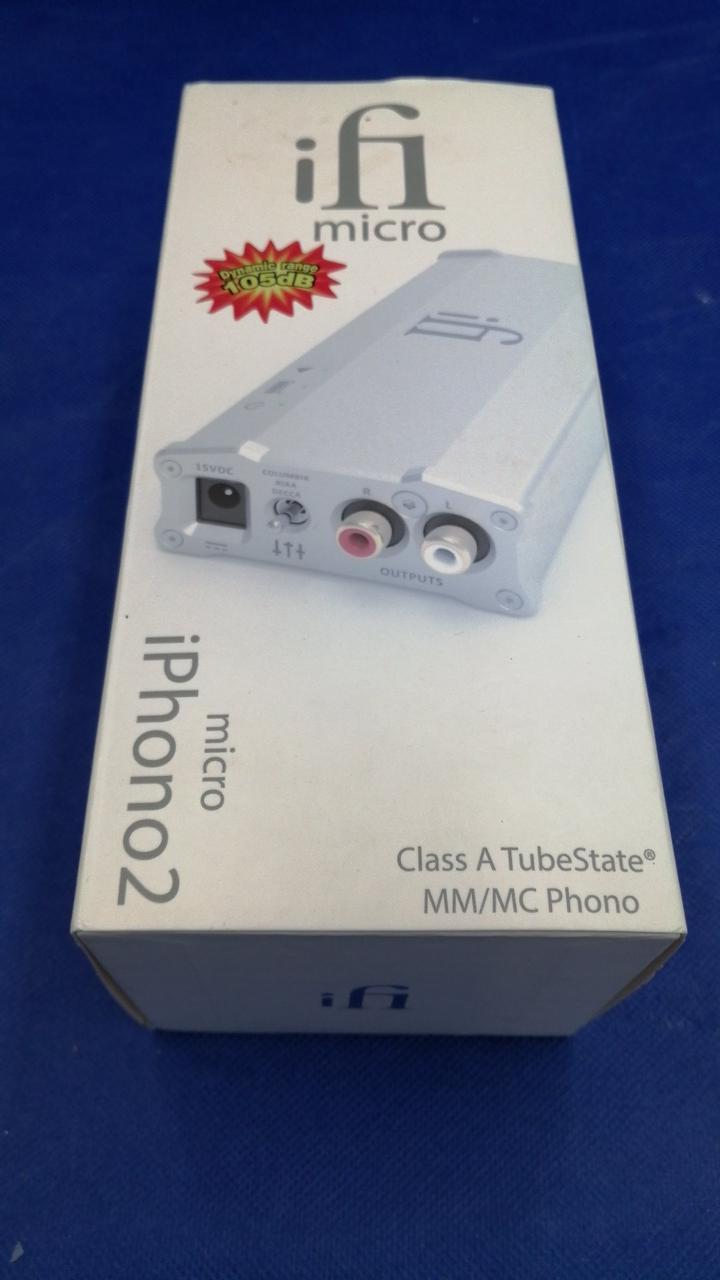 ifi
micro
Dynamic range
105dB
ifi
15VDC
COLUMBIA
RIAA
DECCA
R
L
OUTPUTS
micro
iPhono2
Class A TubeState®
MM/MC Phono
ifi